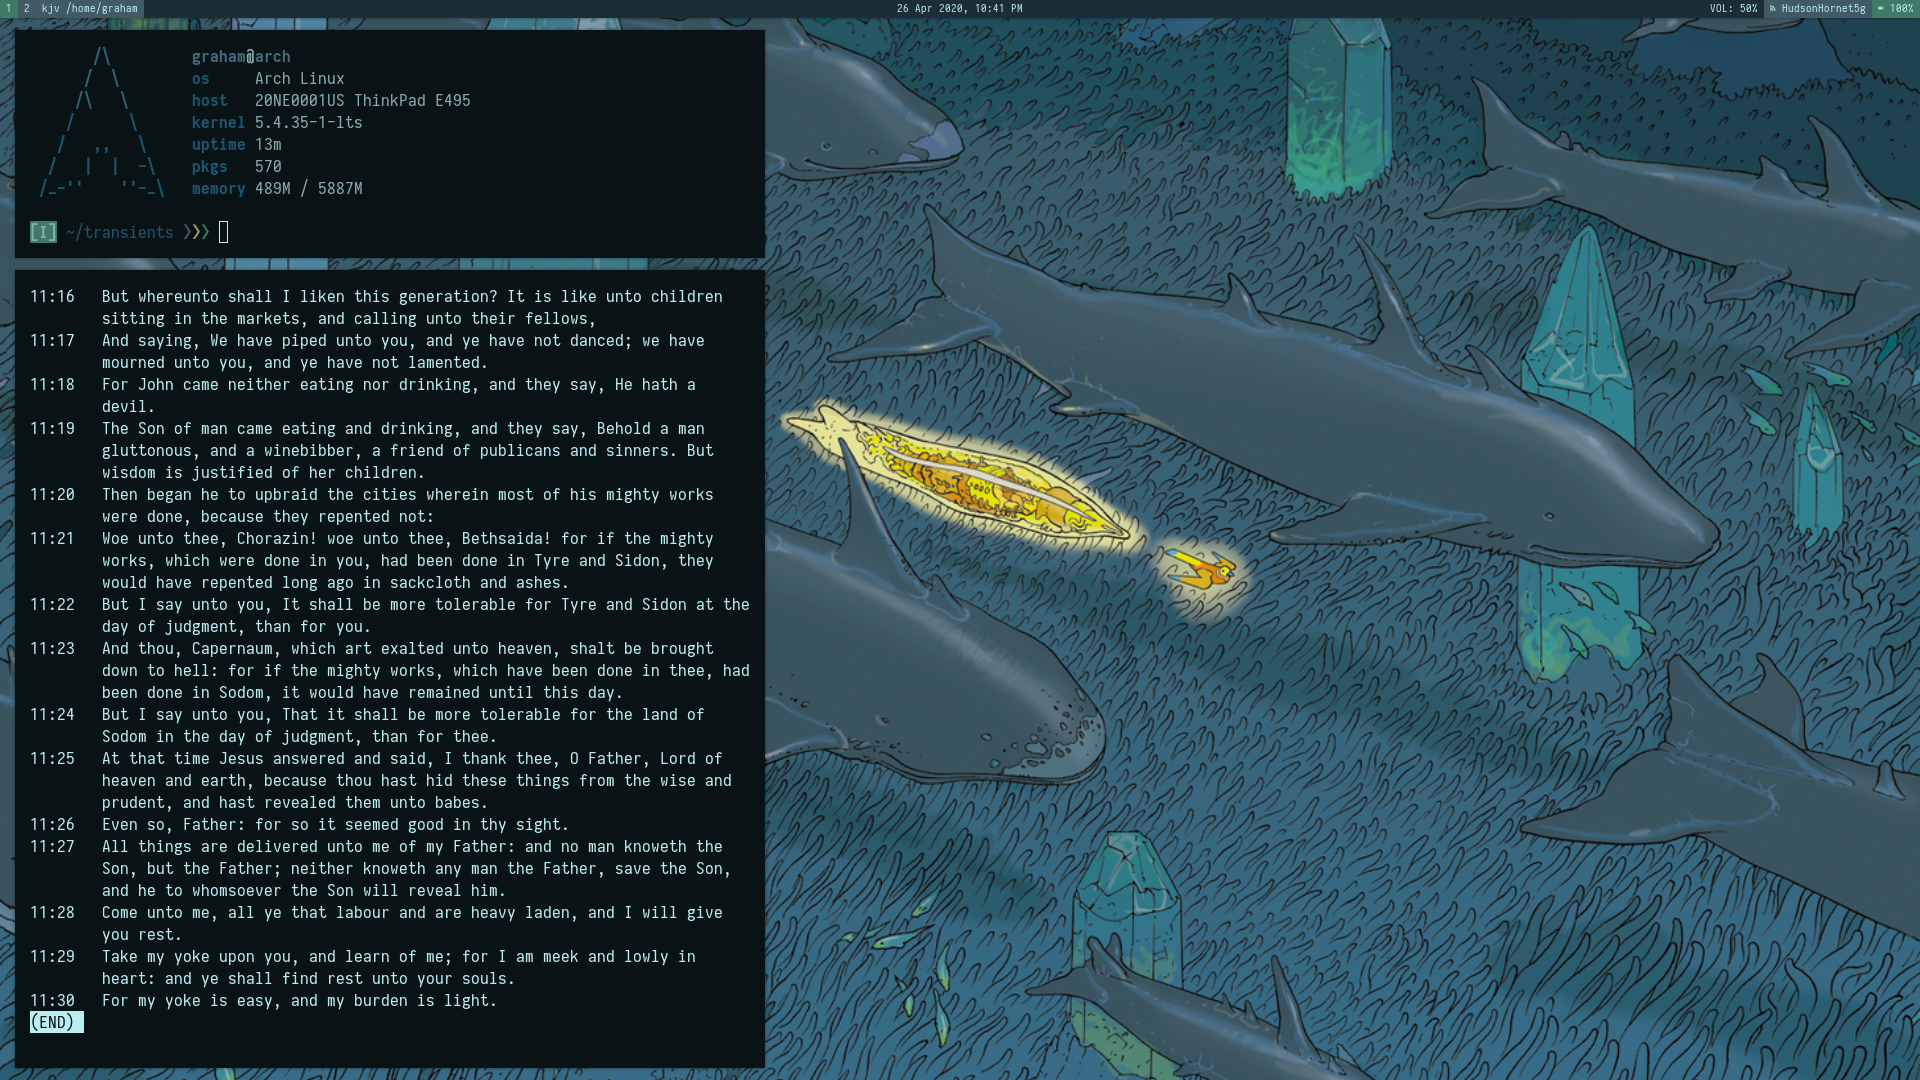 1 2 kjv /home/graham
26 Apr 2020, 10:41 PM
VOL: 50% HudsonHornet5g 100%
graham@arch
os Arch Linux
host 20NE0001US ThinkPad E495
kernel 5.4.35-1-lts
uptime 13m
pkgs 570
memory 489M / 5887M
[I] ~/transients ❯❯❯
11:16 But whereunto shall I liken this generation? It is like unto children
sitting in the markets, and calling unto their fellows,
11:17 And saying, We have piped unto you, and ye have not danced; we have
mourned unto you, and ye have not lamented.
11:18 For John came neither eating nor drinking, and they say, He hath a
devil.
11:19 The Son of man came eating and drinking, and they say, Behold a man
gluttonous, and a winebibber, a friend of publicans and sinners. But
wisdom is justified of her children.
11:20 Then began he to upbraid the cities wherein most of his mighty works
were done, because they repented not:
11:21 Woe unto thee, Chorazin! woe unto thee, Bethsaida! for if the mighty
works, which were done in you, had been done in Tyre and Sidon, they
would have repented long ago in sackcloth and ashes.
11:22 But I say unto you, It shall be more tolerable for Tyre and Sidon at the
day of judgment, than for you.
11:23 And thou, Capernaum, which art exalted unto heaven, shalt be brought
down to hell: for if the mighty works, which have been done in thee, had
been done in Sodom, it would have remained until this day.
11:24 But I say unto you, That it shall be more tolerable for the land of
Sodom in the day of judgment, than for thee.
11:25 At that time Jesus answered and said, I thank thee, O Father, Lord of
heaven and earth, because thou hast hid these things from the wise and
prudent, and hast revealed them unto babes.
11:26 Even so, Father: for so it seemed good in thy sight.
11:27 All things are delivered unto me of my Father: and no man knoweth the
Son, but the Father; neither knoweth any man the Father, save the Son,
and he to whomsoever the Son will reveal him.
11:28 Come unto me, all ye that labour and are heavy laden, and I will give
you rest.
11:29 Take my yoke upon you, and learn of me; for I am meek and lowly in
heart: and ye shall find rest unto your souls.
11:30 For my yoke is easy, and my burden is light.
(END)